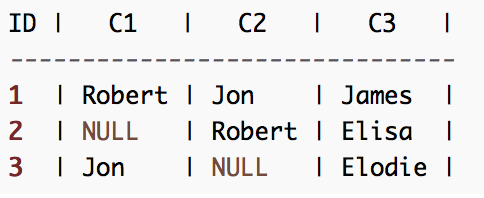 ID |    C1    |    C2    |    C3    |
-------------------------------
1  | Robert | Jon    | James  |
2  | NULL   | Robert | Elisa  |
3  | Jon    | NULL   | Elodie |